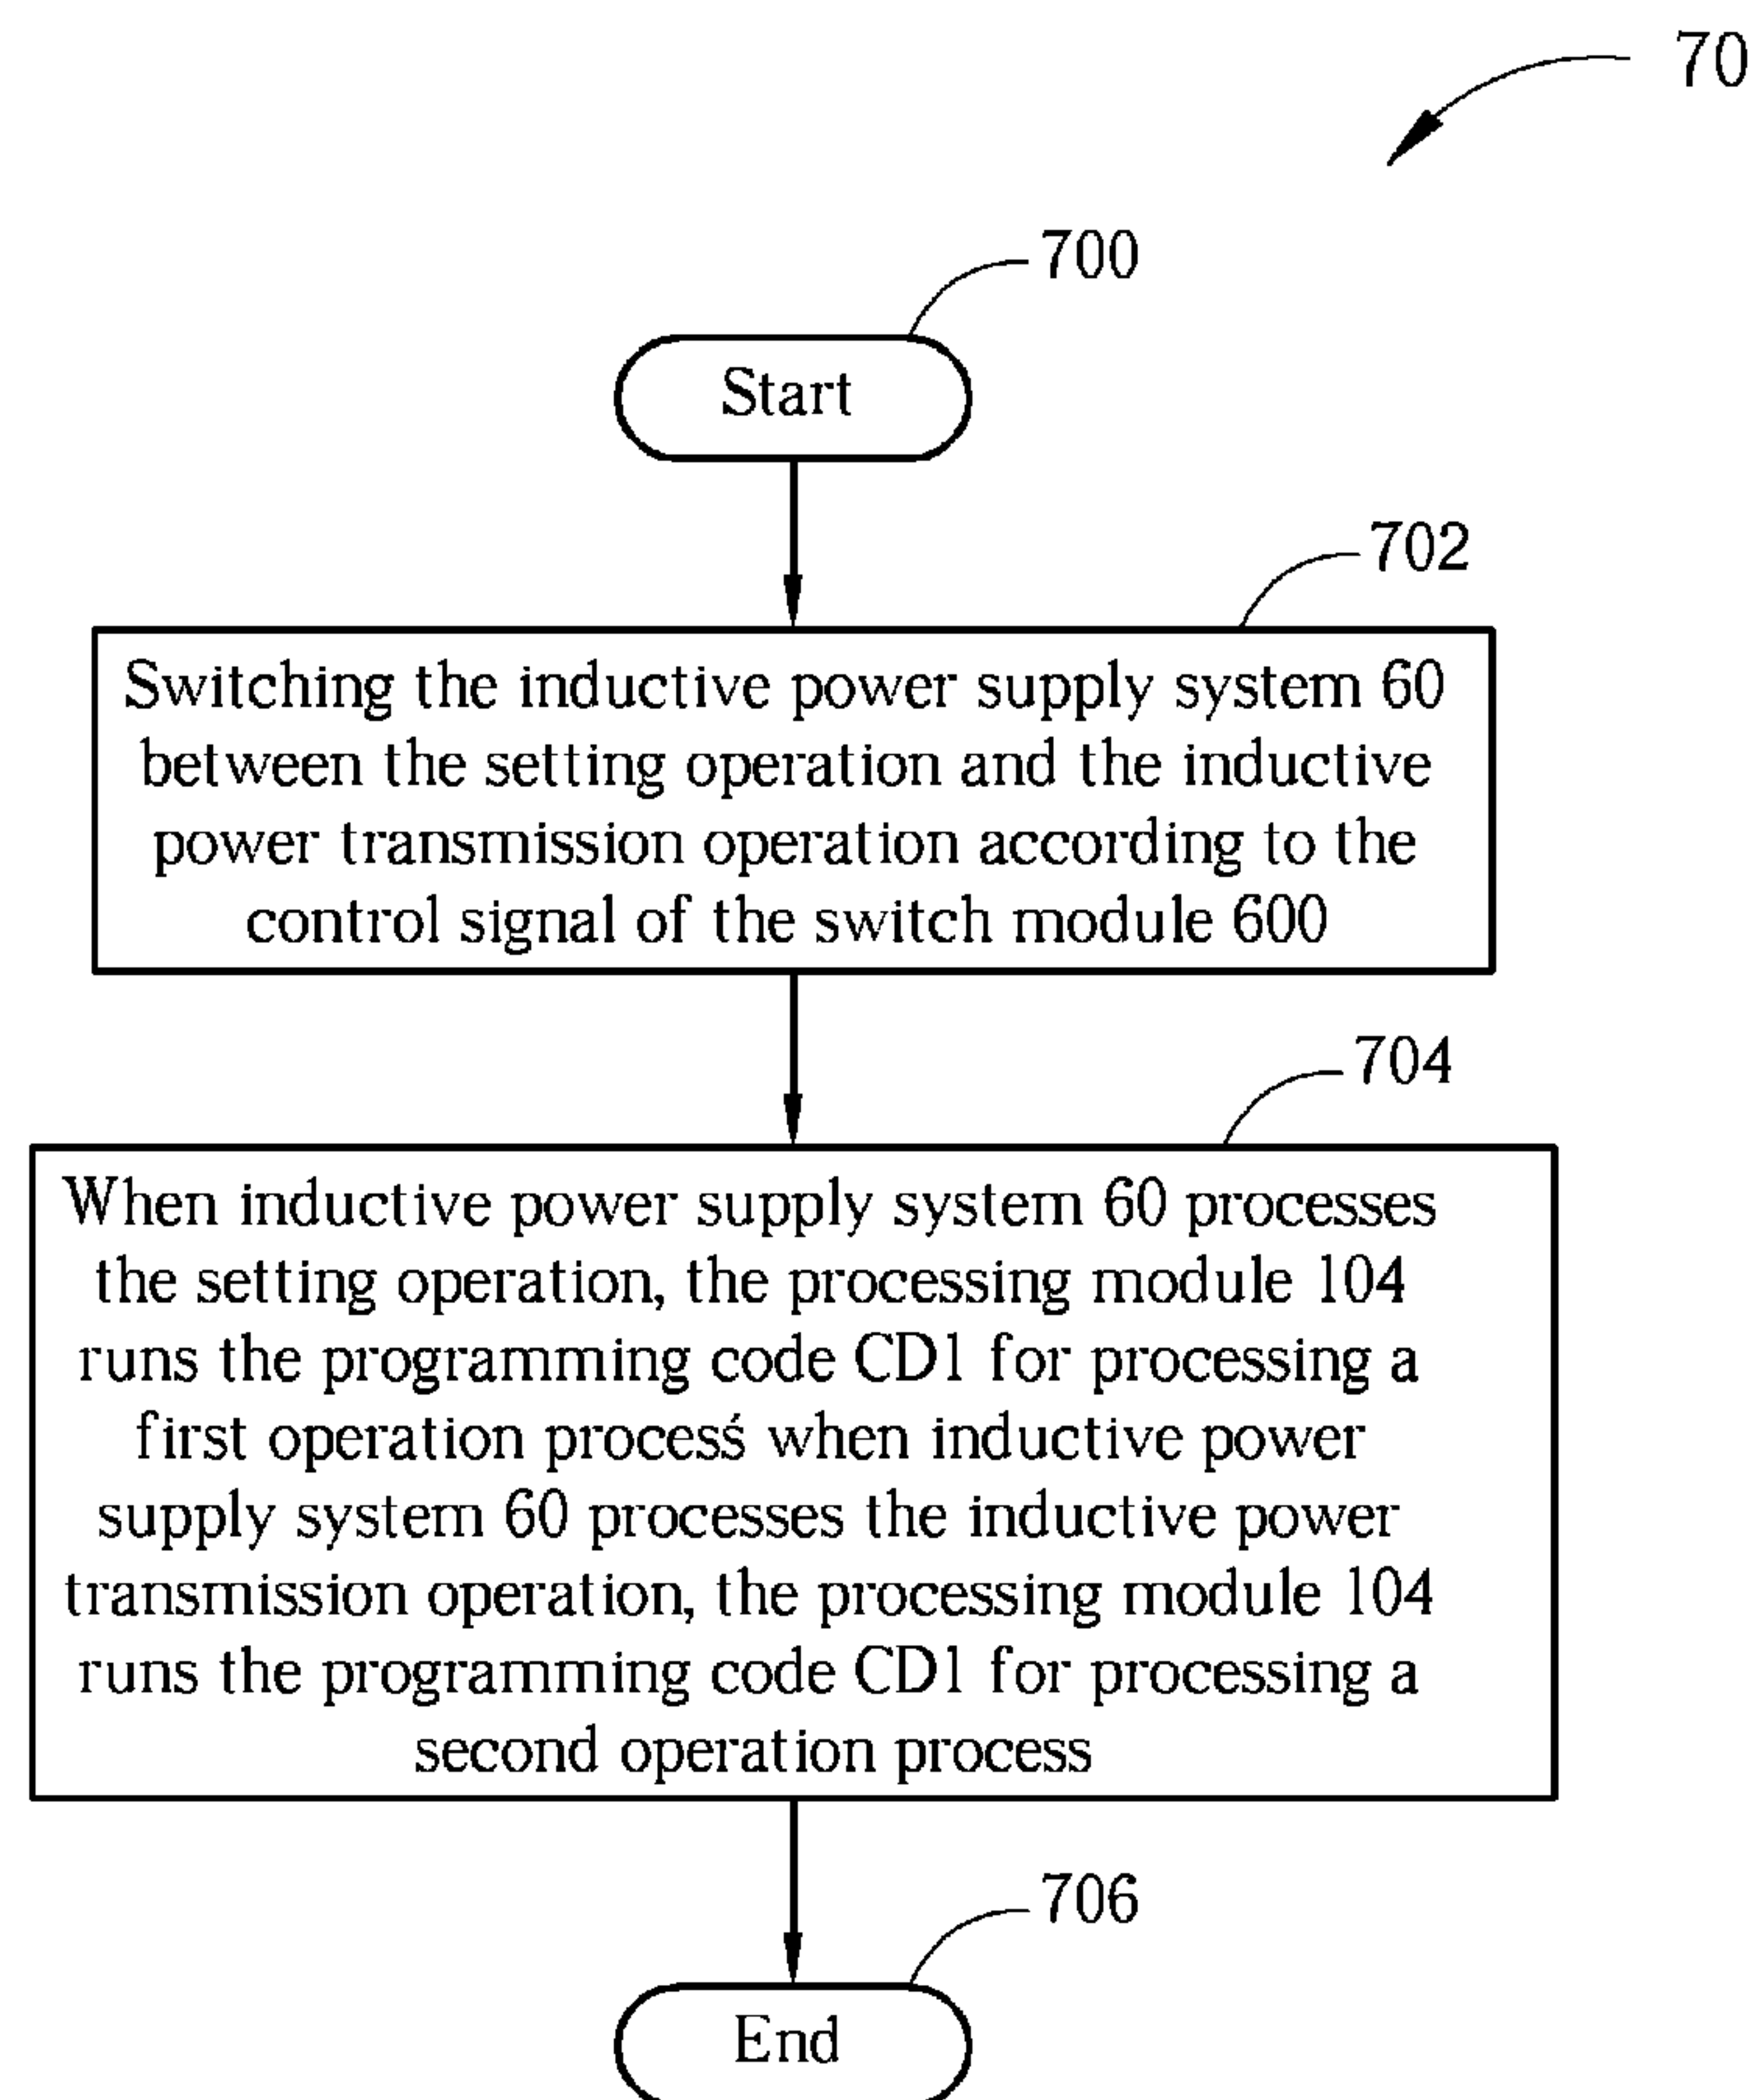 70
700
Start
702
Switching the inductive power supply system 60
between the setting operation and the inductive
power transmission operation according to the
control signal of the switch module 600
704
When inductive power supply system 60 processes
the setting operation, the processing module 104
runs the programming code CD1 for processing a
first operation process; when inductive power
supply system 60 processes the inductive power
transmission operation, the processing module 104
runs the programming code CD1 for processing a
second operation process
706
End